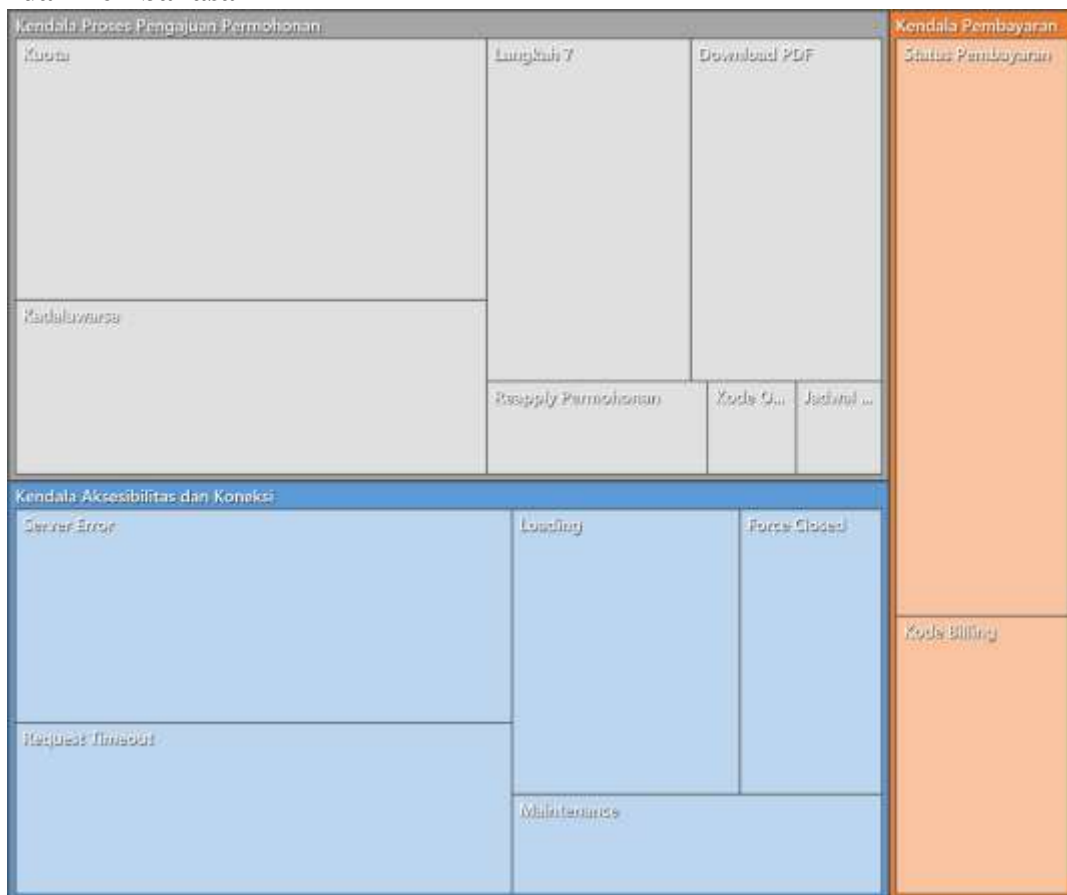 Kendala Proses Pengajuan Permohonan
Kuota
Langkah 7
Download PDF
Kadaluwarsa
Reapply Permohonan
Kode Q...
Jadwal ...
Kendala Pembayaran
Status Pembayaran
Kode Billing
Kendala Aksesibilitas dan Koneksi
Server Error
Loading
Force Closed
Request Timeout
Maintenance